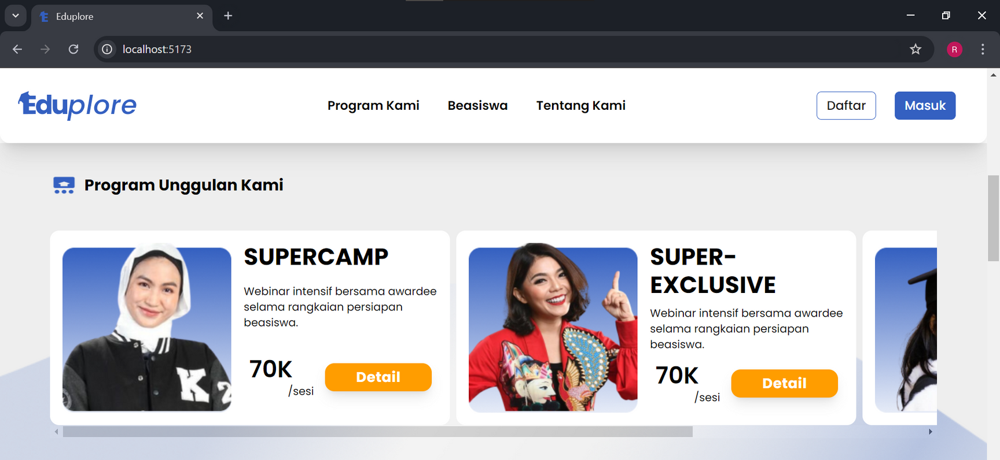 Eduplore
localhost:5173
R
Eduplore
Program Kami
Beasiswa
Tentang Kami
Daftar
Masuk
Program Unggulan Kami
SUPERCAMP
Webinar intensif bersama awardee
selama rangkaian persiapan
beasiswa.
70K
/sesi
Detail
K
SUPER-
EXCLUSIVE
Webinar intensif bersama awardee
selama rangkaian persiapan
beasiswa.
70K
/sesi
Detail